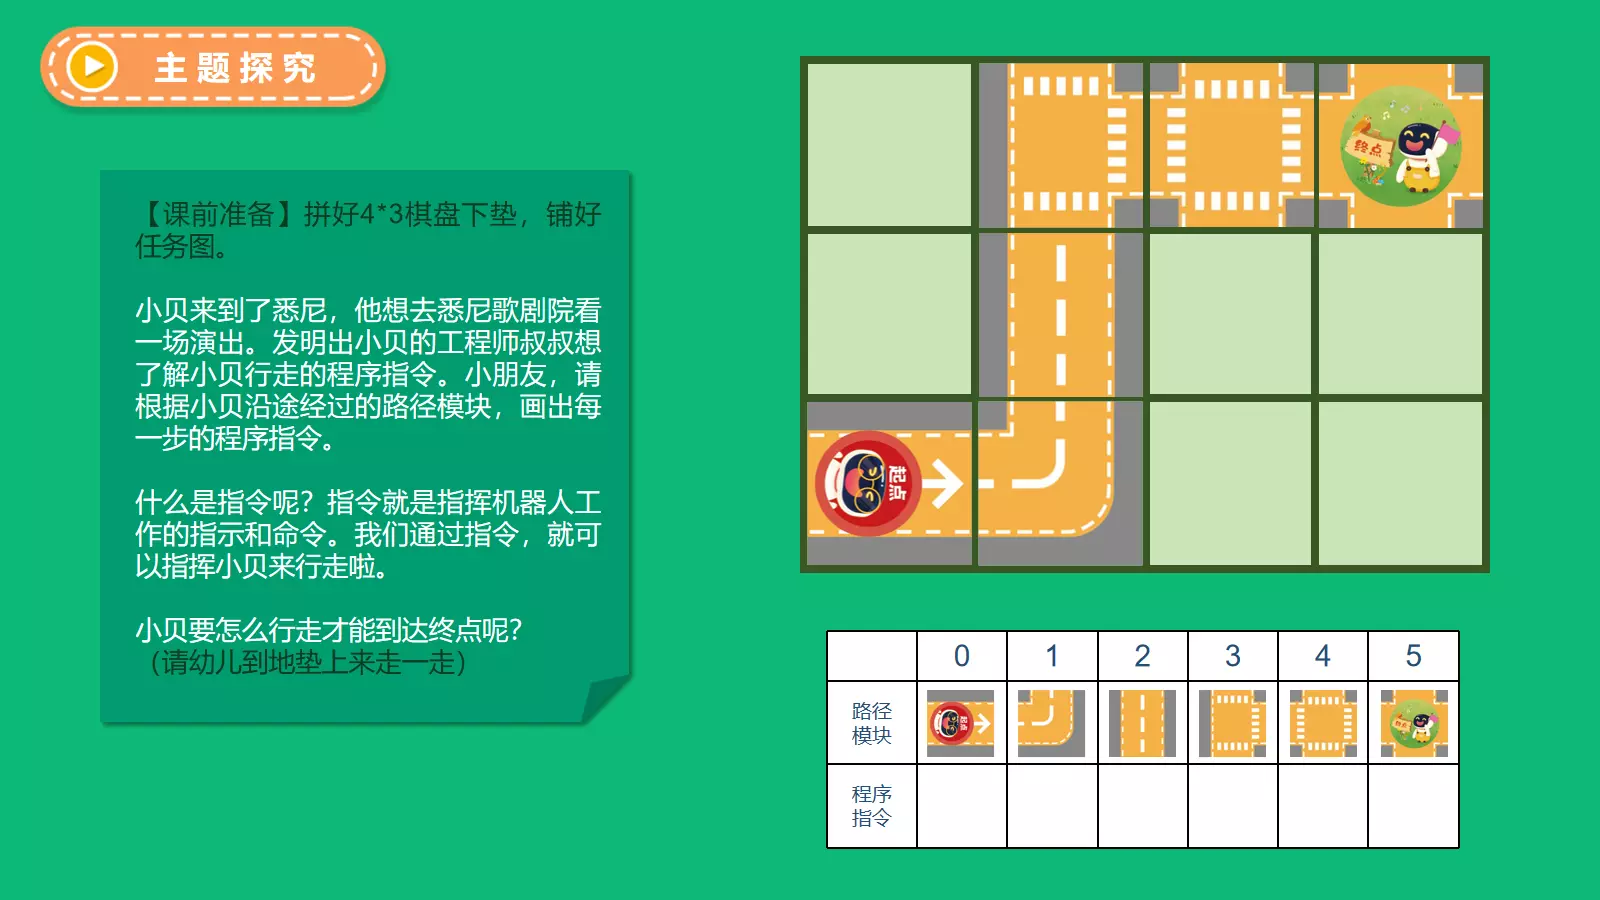 主题探究
【课前准备】拼好4*3棋盘下垫，铺好
任务图。
小贝来到了悉尼，他想去悉尼歌剧院看
一场演出。发明出小贝的工程师叔叔想
了解小贝行走的程序指令。小朋友，请
根据小贝沿途经过的路径模块，画出每
一步的程序指令。
什么是指令呢？指令就是指挥机器人工
作的指示和命令。我们通过指令，就可
以指挥小贝来行走啦。
小贝要怎么行走才能到达终点呢？
（请幼儿到地垫上来走一走）
终点
起点
0 1 2 3 4 5
路径
模块
起点
终点
程序
指令